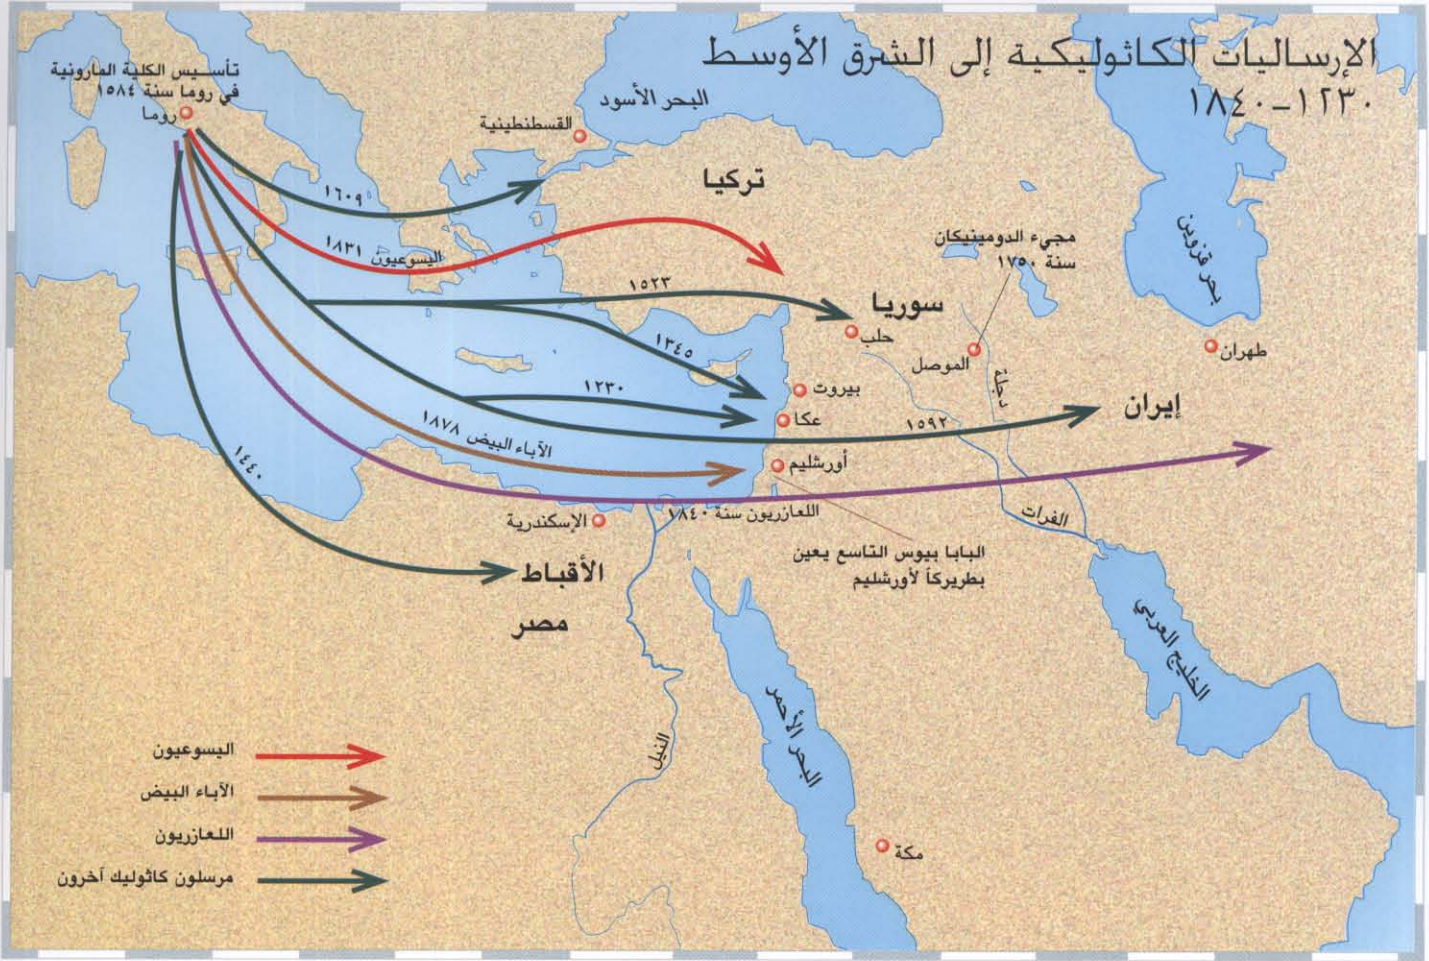 الإرساليات الكاثوليكية إلى الشرق الأوسط
١٢٣٠-١٨٤٠
تأسيس الكلية المارونية
في روما سنة ١٥٨٤
روما
البحر الأسود
القسطنطينية
تركيا
١٦٠٩
١٨٣١ اليسوعيون
مجيء الدومينيكان
سنة ١٧٥٠
بحر قزوين
١٥٢٣
سوريا
حلب
طهران
الموصل
دجلة
١٣٤٥
بيروت
١٢٣٠
عكا
إيران
١٥٩٢
١٨٧٨ الآباء البيض
أورشليم
١٤٤٠
اللعازريون سنة ١٨٤٠
الإسكندرية
الفرات
البابا بيوس التاسع يعين
بطريركاً لأورشليم
الأقباط
مصر
الخليج العربي
البحر الأحمر
النيل
مكة
اليسوعيون
الآباء البيض
اللعازريون
مرسلون كاثوليك آخرون